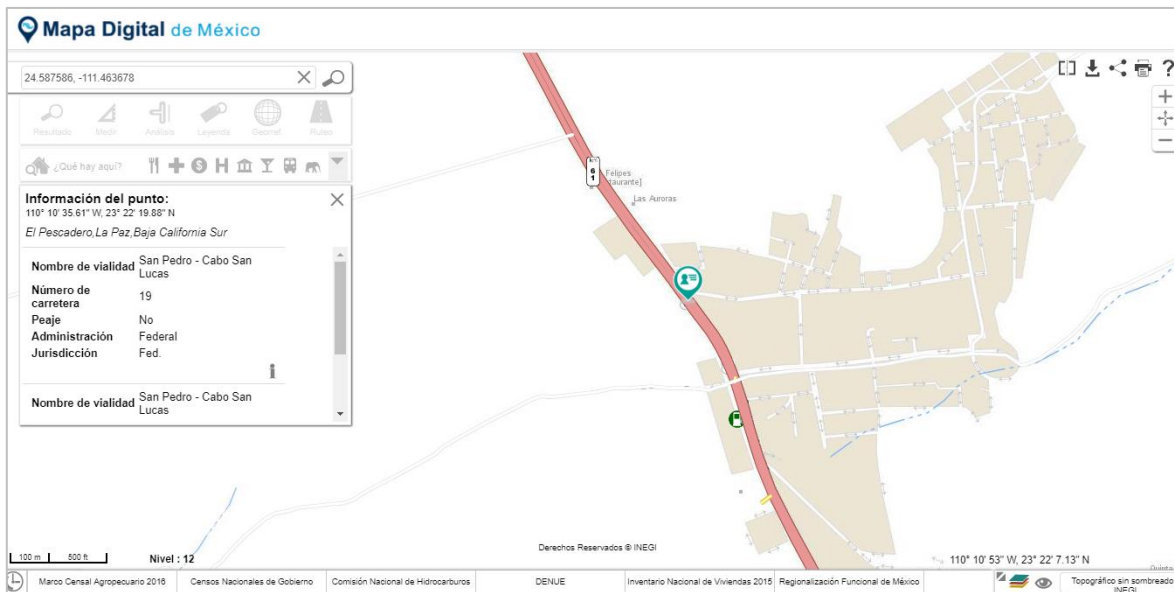 Mapa Digital de México
24.587586, -111.463678
Resultado Medir Análisis Leyenda Georref. Ruteo
¿Qué hay aquí?
Información del punto:
110° 10' 35.61" W, 23° 22' 19.88" N
El Pescadero,La Paz,Baja California Sur
Nombre de vialidad San Pedro - Cabo San
Lucas
Número de
carretera 19
Peaje No
Administración Federal
Jurisdicción Fed.
Nombre de vialidad San Pedro - Cabo San
Lucas
Felipes
taurante]
Las Auroras
100 m 500 ft Nivel : 12
Derechos Reservados © INEGI
110° 10' 53" W, 23° 22' 7.13" N
Marco Censal Agropecuario 2016 Censos Nacionales de Gobierno Comisión Nacional de Hidrocarburos DENUE Inventario Nacional de Viviendas 2015 Regionalización Funcional de México Topográfico sin sombreado
INEGI